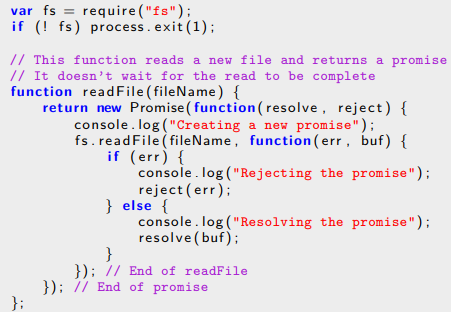 var fs = require("fs");
if (! fs) process.exit(1);

// This function reads a new file and returns a promise
// It doesn't wait for the read to be complete
function readFile(fileName) {
    return new Promise(function(resolve, reject) {
        console.log("Creating a new promise");
        fs.readFile(fileName, function(err, buf) {
            if (err) {
                console.log("Rejecting the promise");
                reject(err);
            } else {
                console.log("Resolving the promise");
                resolve(buf);
            }
        }); // End of readFile
    }); // End of promise
};